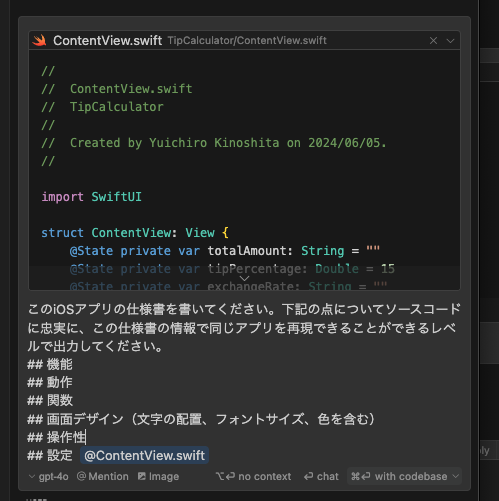 ContentView.swift TipCalculator/ContentView.swift
//
//  ContentView.swift
//  TipCalculator
//
//  Created by Yuichiro Kinoshita on 2024/06/05.
//
import SwiftUI
struct ContentView: View {
@State private var totalAmount: String = ""
@State private var tipPercentage: Double = 15
@State private var exchangeRate: String = ""
このiOSアプリの仕様書を書いてください。下記の点についてソースコード
に忠実に、この仕様書の情報で同じアプリを再現できることができるレベ
ルで出力してください。
## 機能
## 動作
## 関数
## 画面デザイン（文字の配置、フォントサイズ、色を含む）
## 操作性
## 設定 @ContentView.swift
gpt-4o @ Mention Image ⌥⏎ no context ⏎ chat ⌘⏎ with codebase